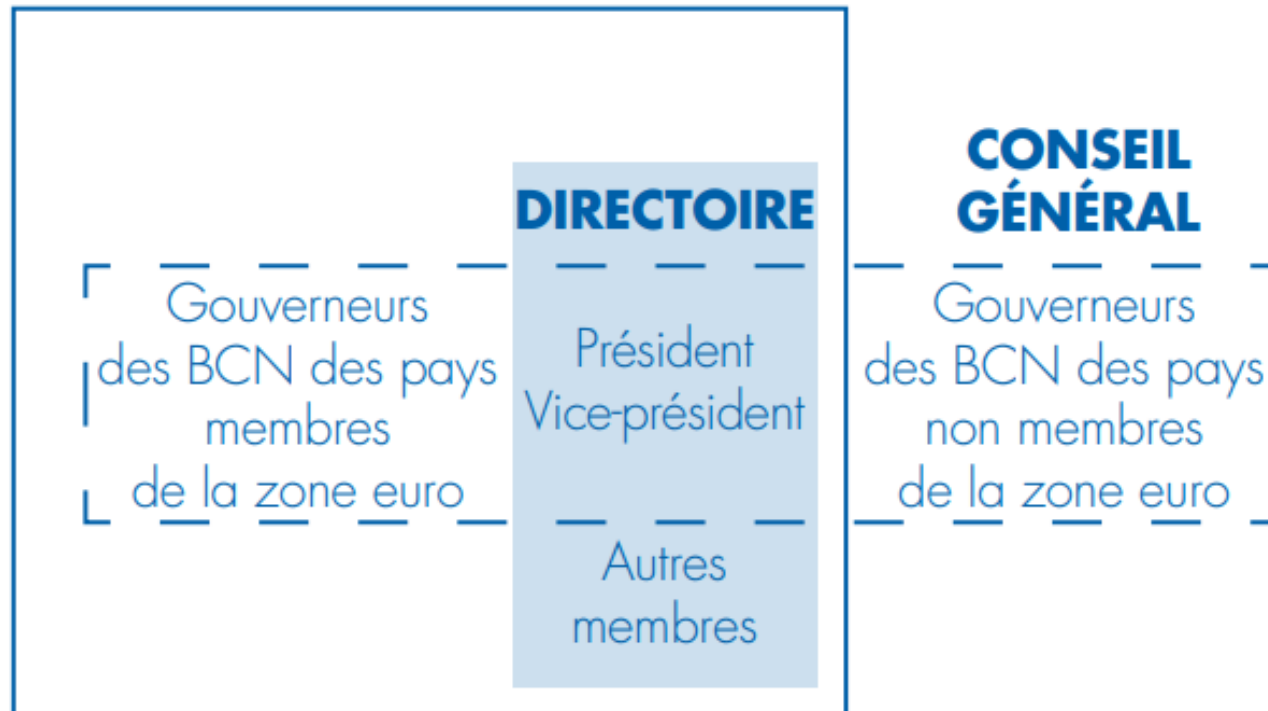 DIRECTOIRE
CONSEIL
GÉNÉRAL
Gouverneurs
des BCN des pays
membres
de la zone euro
Président
Vice-président
Autres
membres
Gouverneurs
des BCN des pays
non membres
de la zone euro